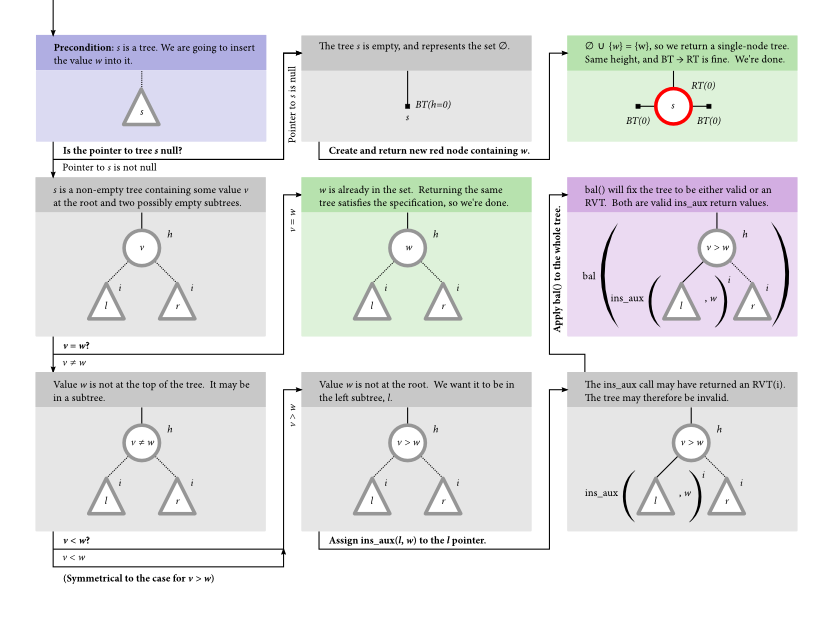 Precondition: s is a tree. We are going to insert
the value w into it.
s
Is the pointer to tree s null?
Pointer to s is not null
Pointer to s is null
The tree s is empty, and represents the set ∅.
BT(h=0)
s
Create and return new red node containing w.
∅ ∪ {w} = {w}, so we return a single-node tree.
Same height, and BT → RT is fine. We're done.
RT(0)
s
BT(0) BT(0)
s is a non-empty tree containing some value v
at the root and two possibly empty subtrees.
h
v
i i
l r
v = w?
v ≠ w
v = w
w is already in the set. Returning the same
tree satisfies the specification, so we're done.
h
w
i i
l r
Apply bal() to the whole tree.
bal() will fix the tree to be either valid or an
RVT. Both are valid ins_aux return values.
h
v > w
bal ( ins_aux ( l , w ) i r i )
Value w is not at the top of the tree. It may be
in a subtree.
h
v ≠ w
i i
l r
v < w?
v < w
(Symmetrical to the case for v > w)
v > w
Value w is not at the root. We want it to be in
the left subtree, l.
h
v > w
i i
l r
Assign ins_aux(l, w) to the l pointer.
The ins_aux call may have returned an RVT(i).
The tree may therefore be invalid.
h
v > w
ins_aux ( l , w ) i r i